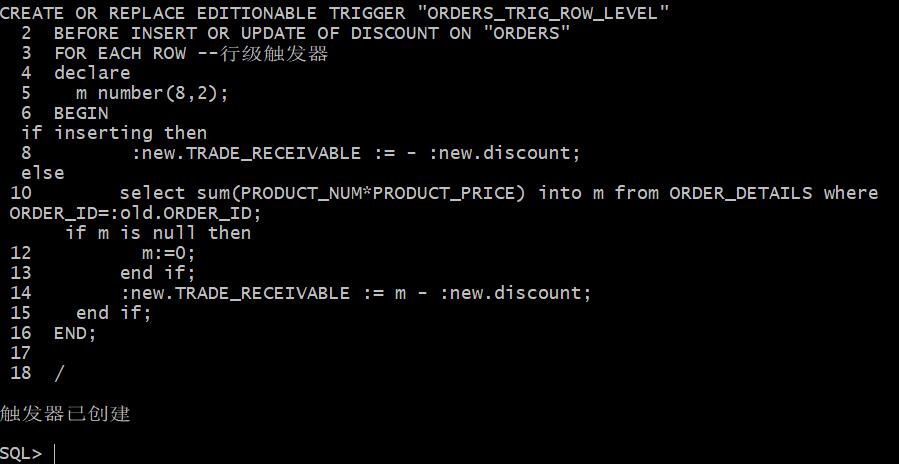 CREATE OR REPLACE EDITIONABLE TRIGGER "ORDERS_TRIG_ROW_LEVEL"
2 BEFORE INSERT OR UPDATE OF DISCOUNT ON "ORDERS"
3 FOR EACH ROW --行级触发器
4 declare
5 m number(8,2);
6 BEGIN
if inserting then
8 :new.TRADE_RECEIVABLE := - :new.discount;
else
10 select sum(PRODUCT_NUM*PRODUCT_PRICE) into m from ORDER_DETAILS where
ORDER_ID=:old.ORDER_ID;
if m is null then
12 m:=0;
13 end if;
14 :new.TRADE_RECEIVABLE := m - :new.discount;
15 end if;
16 END;
17
18 /
触发器已创建
SQL>